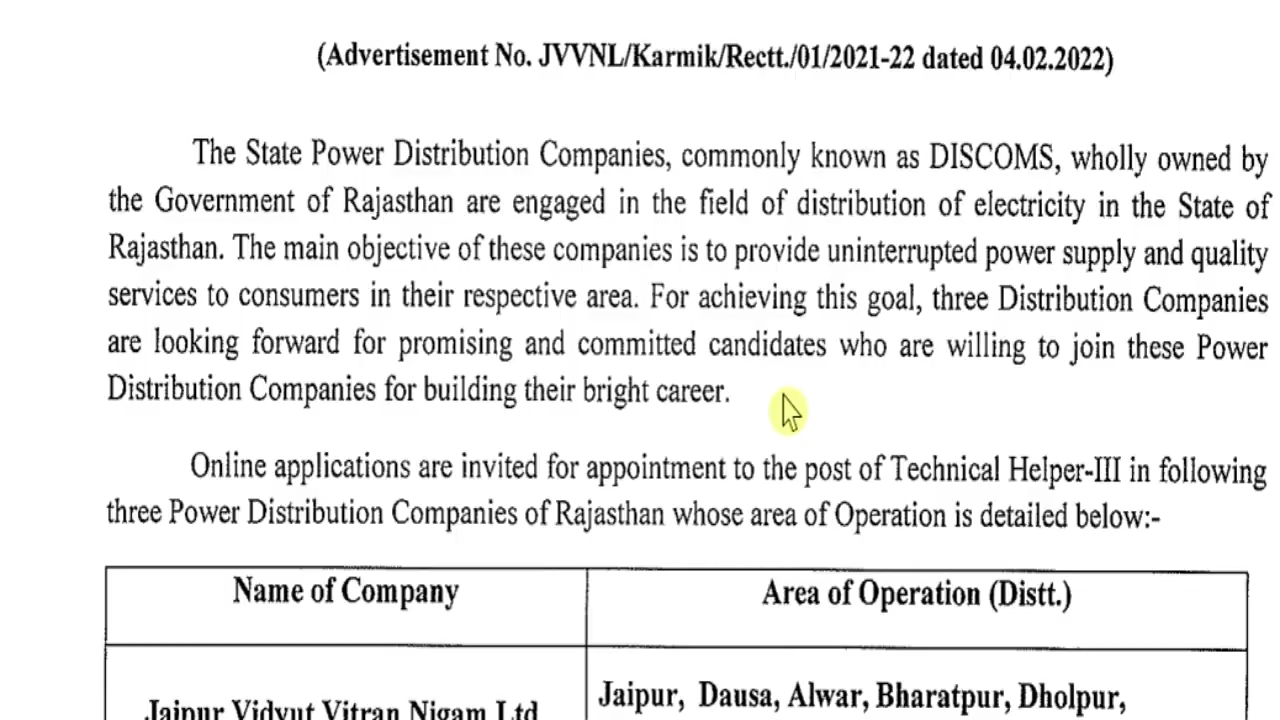 (Advertisement No. JVVNL/Karmik/Rectt./01/2021-22 dated 04.02.2022)
The State Power Distribution Companies, commonly known as DISCOMS, wholly owned by
the Government of Rajasthan are engaged in the field of distribution of electricity in the State of
Rajasthan. The main objective of these companies is to provide uninterrupted power supply and quality
services to consumers in their respective area. For achieving this goal, three Distribution Companies
are looking forward for promising and committed candidates who are willing to join these Power
Distribution Companies for building their bright career.
Online applications are invited for appointment to the post of Technical Helper-III in following
three Power Distribution Companies of Rajasthan whose area of Operation is detailed below:-
Name of Company
Area of Operation (Distt.)
Jaipur Vidyut Vitran Nigam Ltd
Jaipur, Dausa, Alwar, Bharatpur, Dholpur,